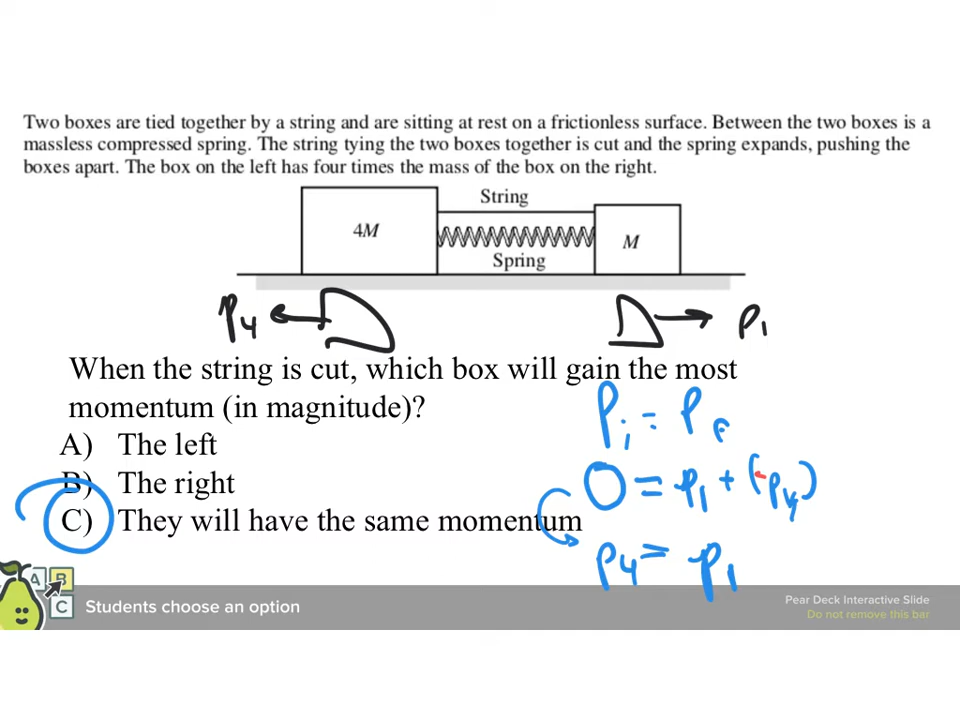 Two boxes are tied together by a string and are sitting at rest on a frictionless surface. Between the two boxes is a
massless compressed spring. The string tying the two boxes together is cut and the spring expands, pushing the
boxes apart. The box on the left has four times the mass of the box on the right.
String
4M
M
Spring
P4
P1
When the string is cut, which box will gain the most
momentum (in magnitude)?
Pi = PF
A) The left
B) The right
0 = P1 + (-P4)
C) They will have the same momentum
P4 = P1
A B
C
Students choose an option
Pear Deck Interactive Slide
Do not remove this bar